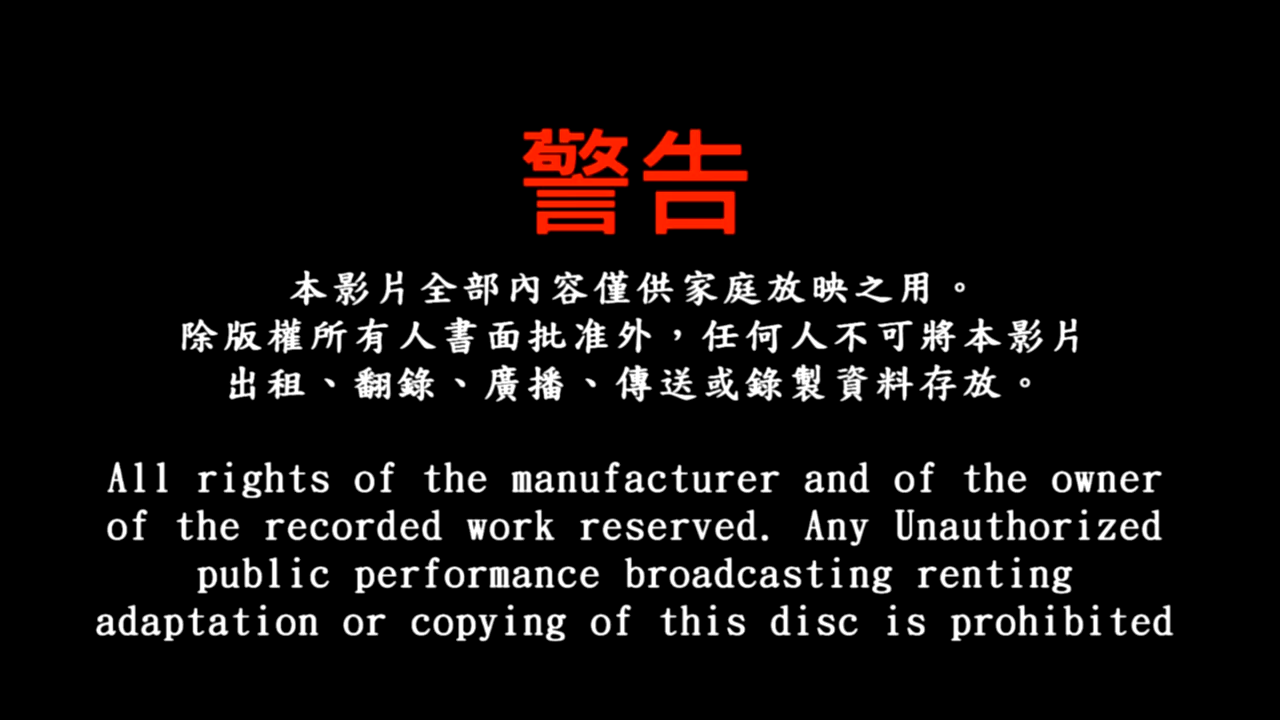 警告
本影片全部內容僅供家庭放映之用。
除版權所有人書面批准外，任何人不可將本影片
出租、翻錄、廣播、傳送或錄製資料存放。
All rights of the manufacturer and of the owner
of the recorded work reserved. Any Unauthorized
public performance broadcasting renting
adaptation or copying of this disc is prohibited